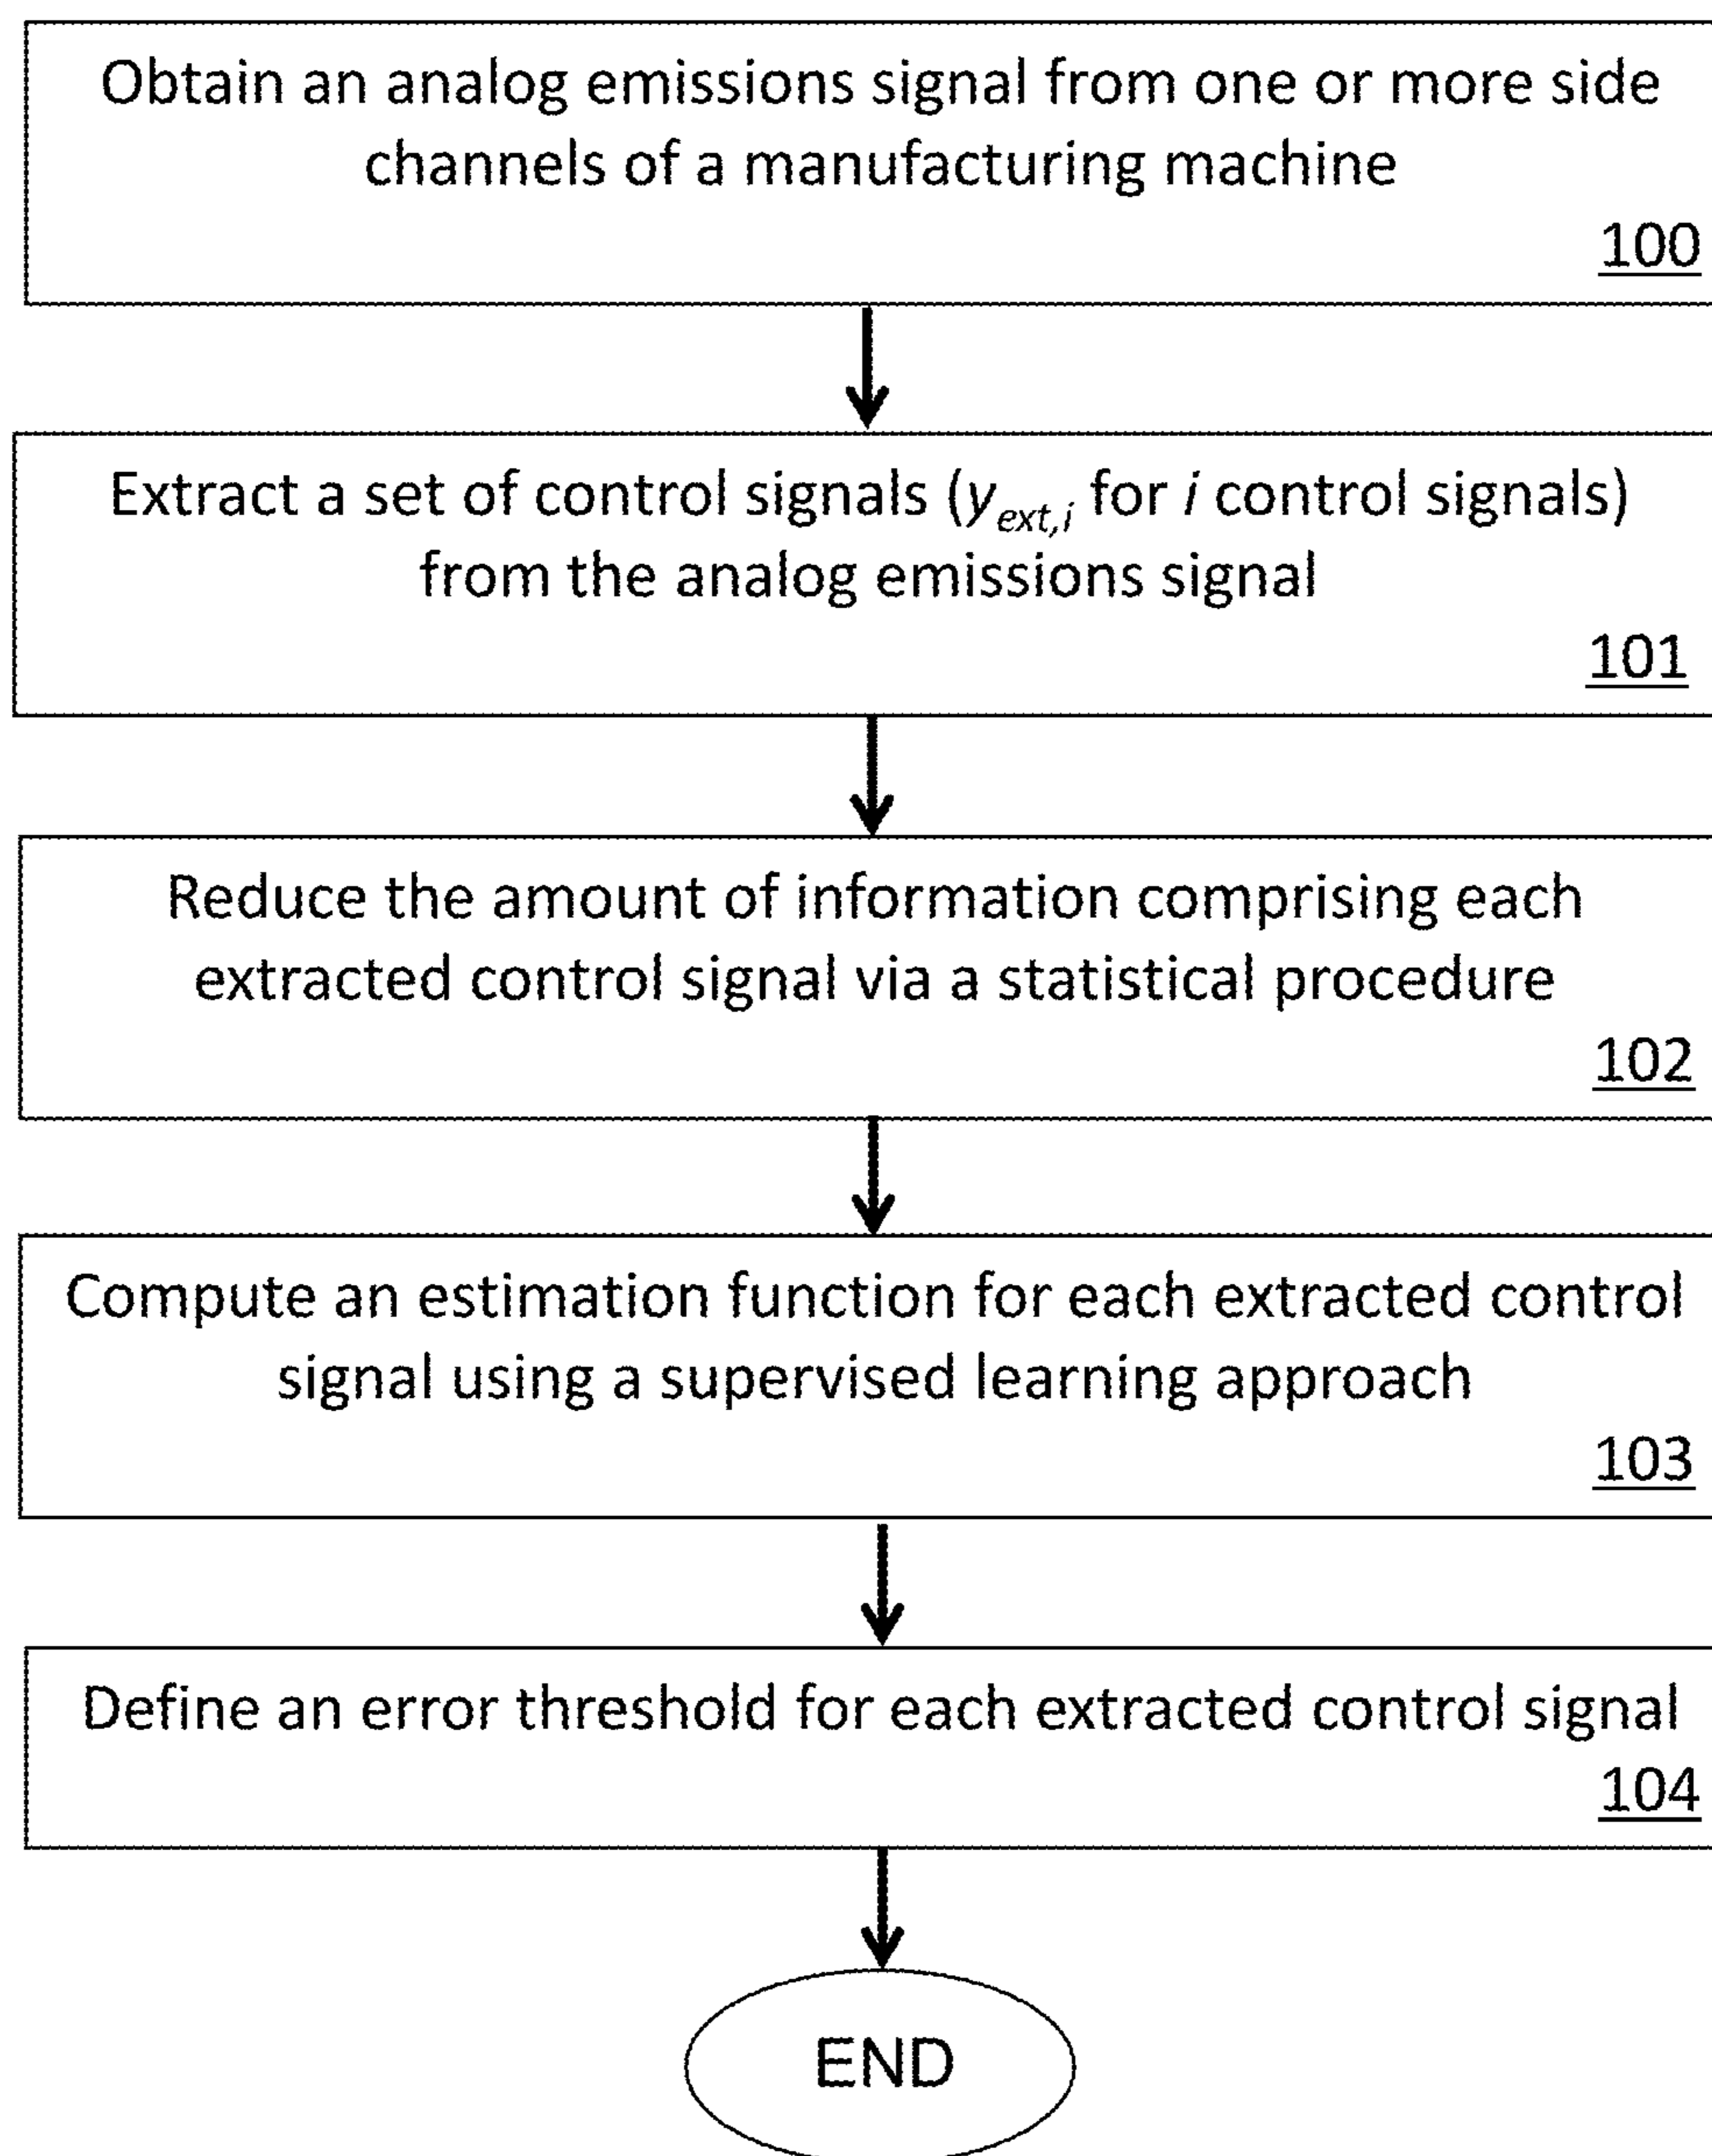 Obtain an analog emissions signal from one or more side
channels of a manufacturing machine
100
Extract a set of control signals (y_ext,i for i control signals)
from the analog emissions signal
101
Reduce the amount of information comprising each
extracted control signal via a statistical procedure
102
Compute an estimation function for each extracted control
signal using a supervised learning approach
103
Define an error threshold for each extracted control signal
104
END